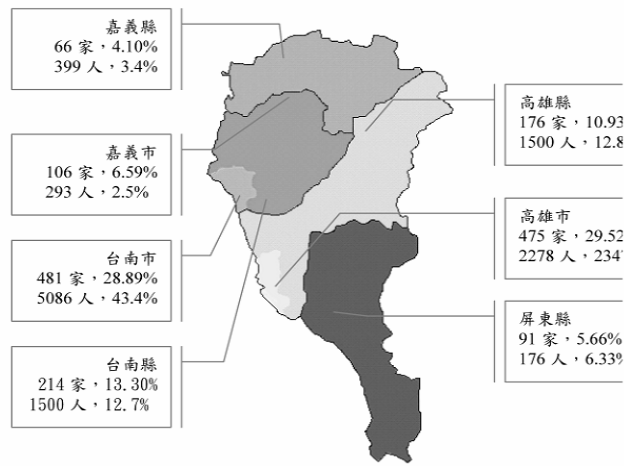 嘉義縣
66 家，4.10%
399 人，3.4%
嘉義市
106 家，6.59%
293 人，2.5%
台南市
481 家，28.89%
5086 人，43.4%
台南縣
214 家，13.30%
1500 人，12.7%
高雄縣
176 家，10.93
1500 人，12.8
高雄市
475 家，29.52
2278 人，234
屏東縣
91 家，5.66%
176 人，6.33%